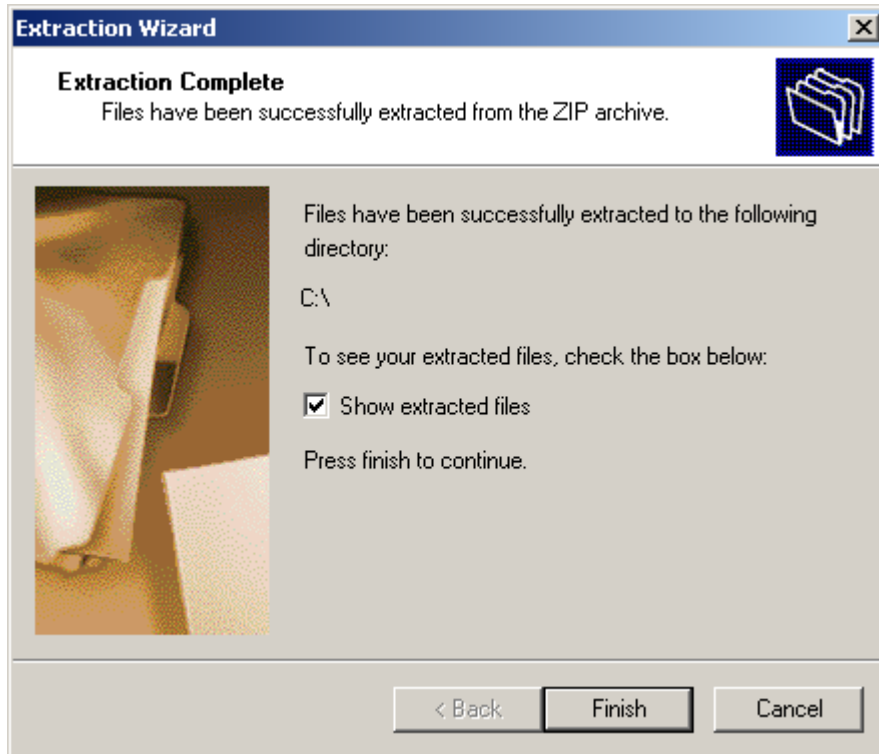 Extraction Wizard
Extraction Complete
Files have been successfully extracted from the ZIP archive.
Files have been successfully extracted to the following
directory:
C:\
To see your extracted files, check the box below:
Show extracted files
Press finish to continue.
< Back
Finish
Cancel